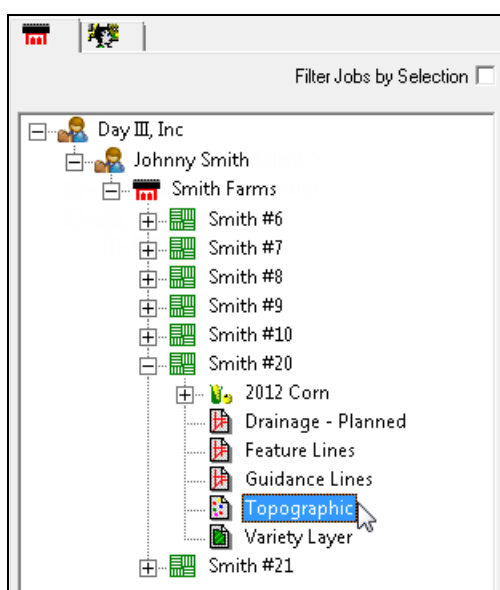 Filter Jobs by Selection
Day III, Inc
Johnny Smith
Smith Farms
Smith #6
Smith #7
Smith #8
Smith #9
Smith #10
Smith #20
2012 Corn
Drainage - Planned
Feature Lines
Guidance Lines
Topographic
Variety Layer
Smith #21